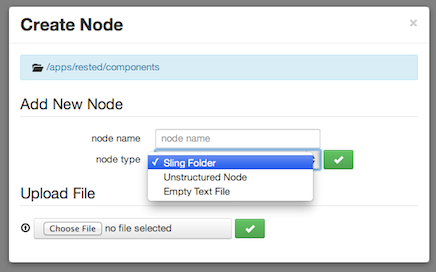 Create Node
×
/apps/rested/components
Add New Node
node name node name
node type ✓ Sling Folder
Unstructured Node
Empty Text File
Upload File
Choose File no file selected